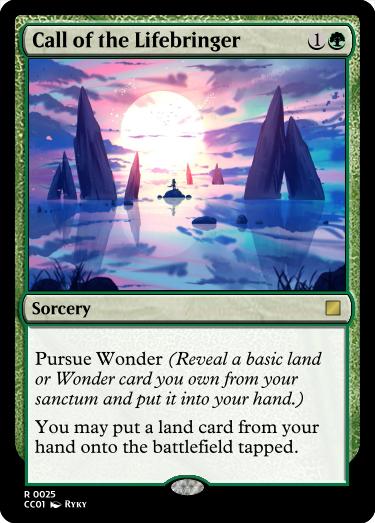 Call of the Lifebringer 1
Sorcery
Pursue Wonder (Reveal a basic land
or Wonder card you own from your
sanctum and put it into your hand.)
You may put a land card from your
hand onto the battlefield tapped.
R 0025
CC01 Ryky